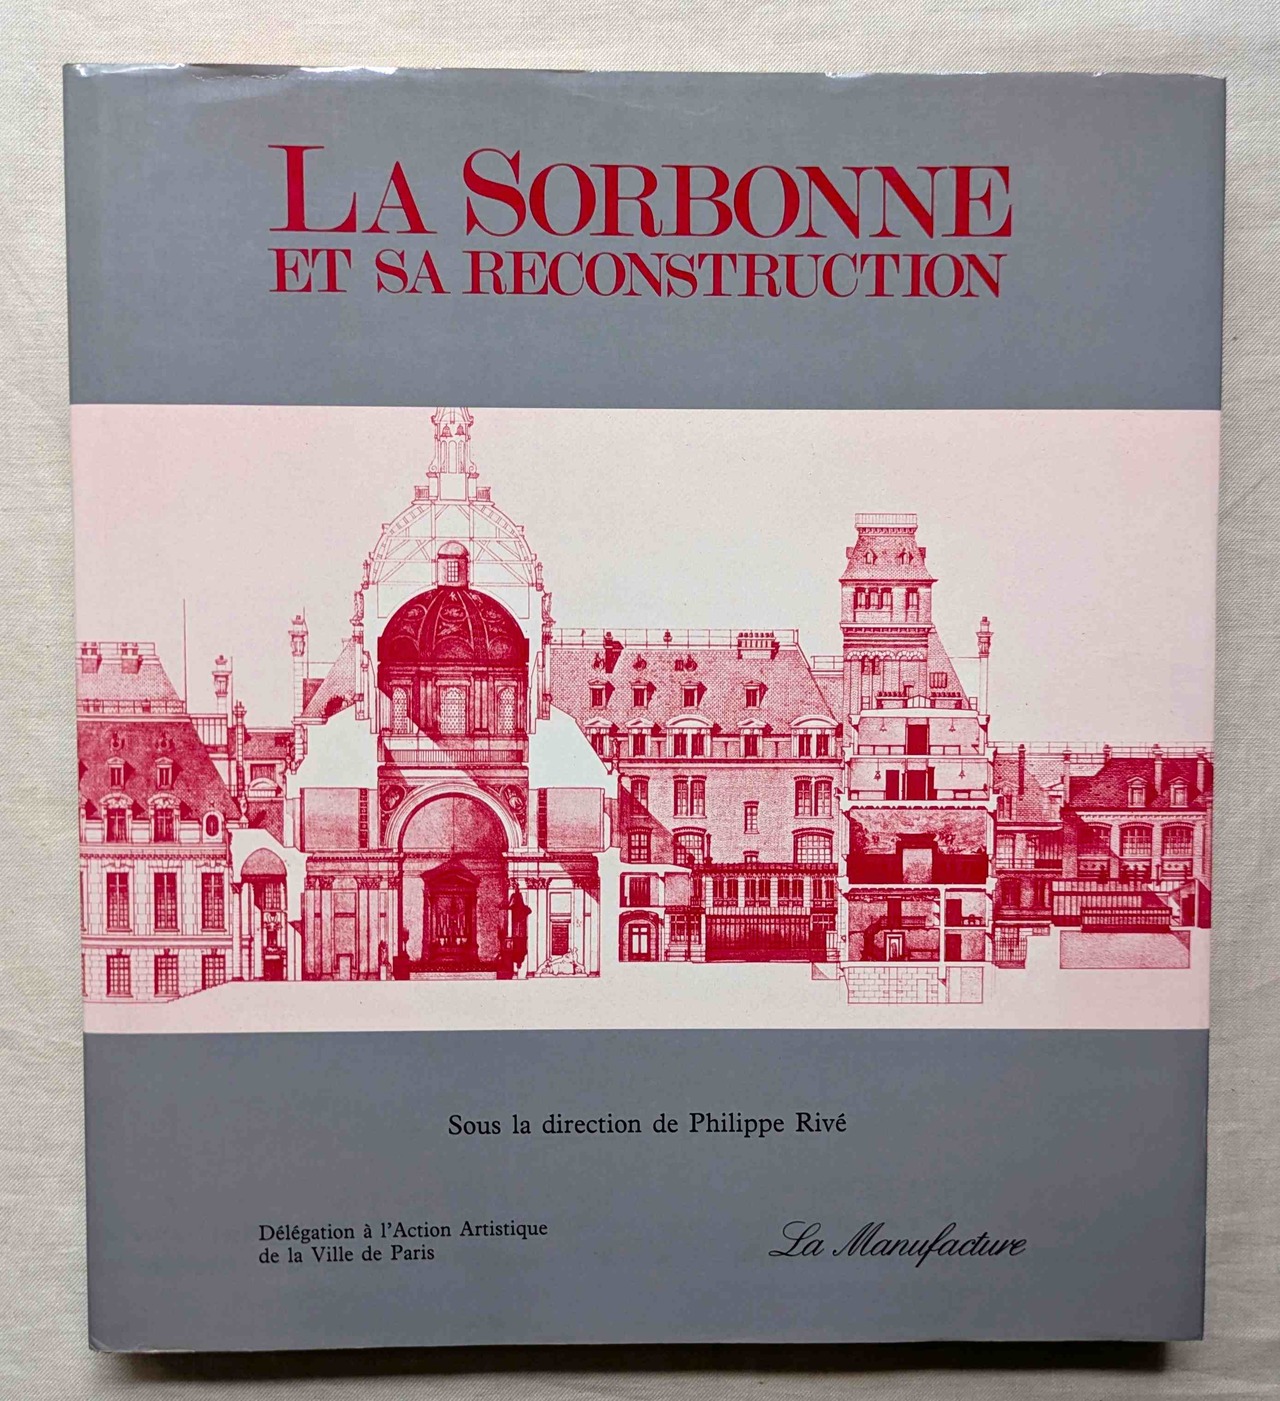 LA SORBONNE
ET SA RECONSTRUCTION
Sous la direction de Philippe Rivé
Délégation à l'Action Artistique
de la Ville de Paris
La Manufacture